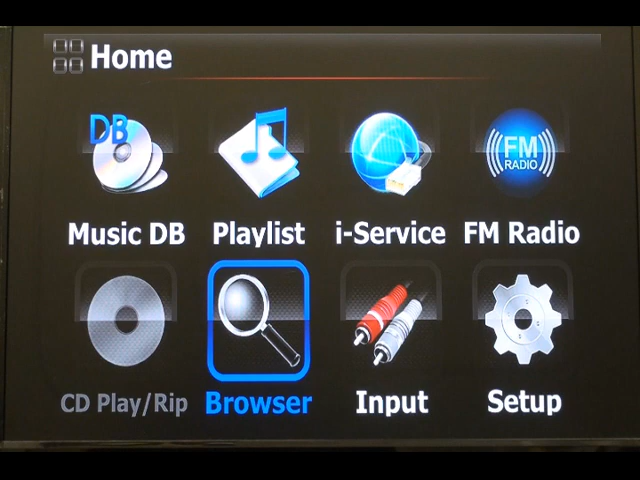 Home
DB
FM
RADIO
Music DB
Playlist
i-Service
FM Radio
CD Play/Rip
Browser
Input
Setup